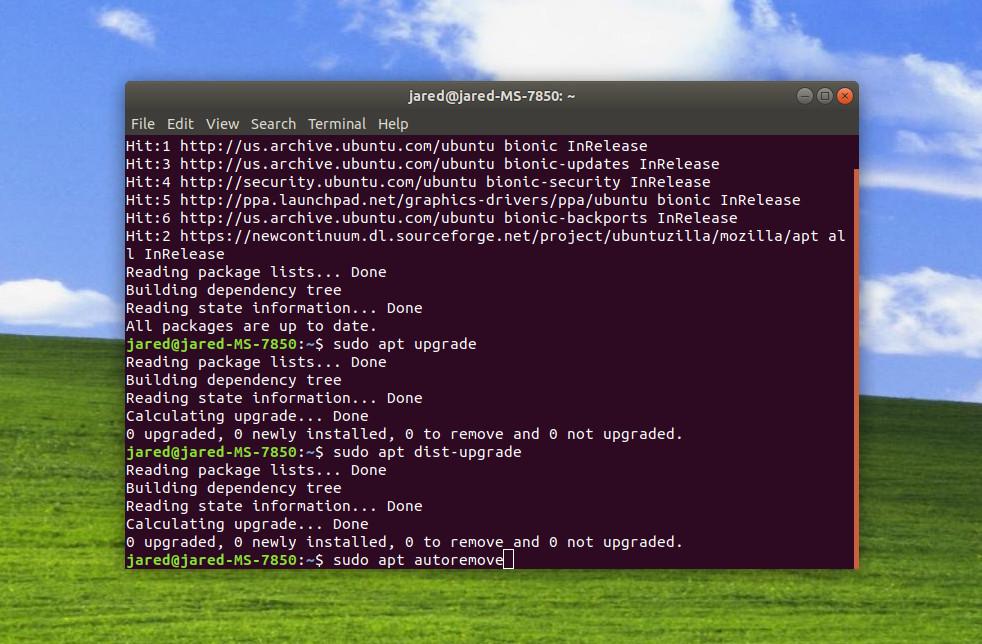 jared@jared-MS-7850: ~
File Edit View Search Terminal Help
Hit:1 http://us.archive.ubuntu.com/ubuntu bionic InRelease
Hit:3 http://us.archive.ubuntu.com/ubuntu bionic-updates InRelease
Hit:4 http://security.ubuntu.com/ubuntu bionic-security InRelease
Hit:5 http://ppa.launchpad.net/graphics-drivers/ppa/ubuntu bionic InRelease
Hit:6 http://us.archive.ubuntu.com/ubuntu bionic-backports InRelease
Hit:2 https://newcontinuum.dl.sourceforge.net/project/ubuntuzilla/mozilla/apt al
l InRelease
Reading package lists... Done
Building dependency tree
Reading state information... Done
All packages are up to date.
jared@jared-MS-7850:~$ sudo apt upgrade
Reading package lists... Done
Building dependency tree
Reading state information... Done
Calculating upgrade... Done
0 upgraded, 0 newly installed, 0 to remove and 0 not upgraded.
jared@jared-MS-7850:~$ sudo apt dist-upgrade
Reading package lists... Done
Building dependency tree
Reading state information... Done
Calculating upgrade... Done
0 upgraded, 0 newly installed, 0 to remove and 0 not upgraded.
jared@jared-MS-7850:~$ sudo apt autoremove